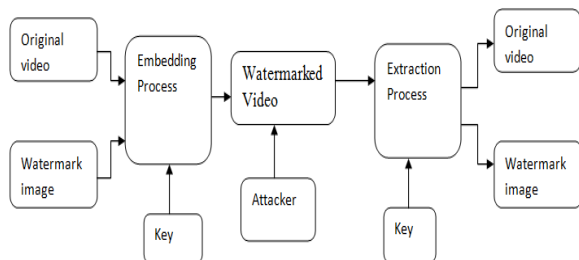 Original
video
Embedding
Process
Watermarked
Video
Extraction
Process
Original
video
Watermark
image
Key
Attacker
Key
Watermark
image